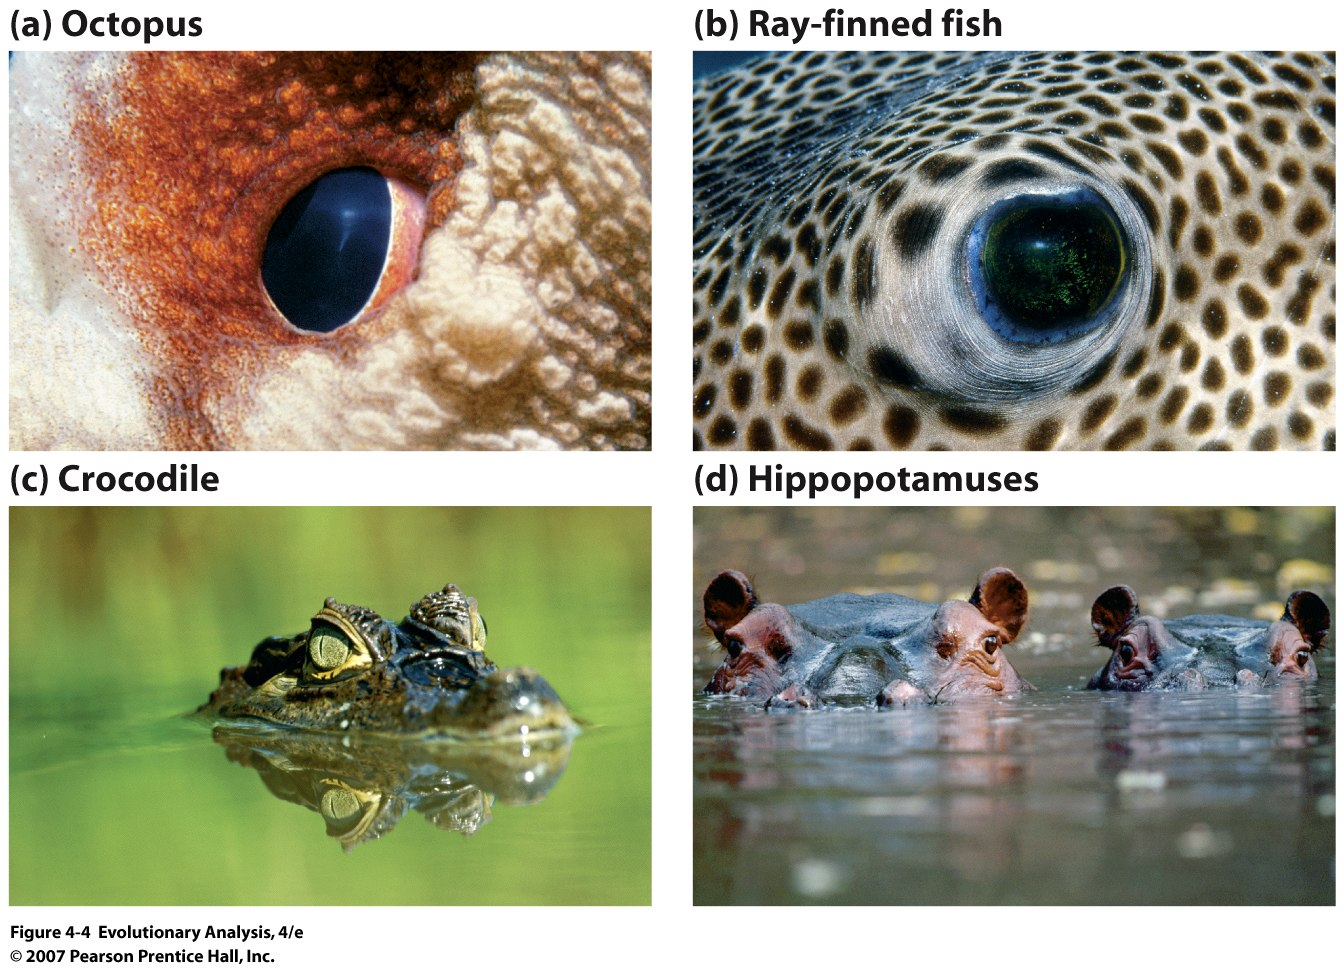 (a) Octopus
(b) Ray-finned fish
(c) Crocodile
(d) Hippopotamuses
Figure 4-4 Evolutionary Analysis, 4/e
© 2007 Pearson Prentice Hall, Inc.